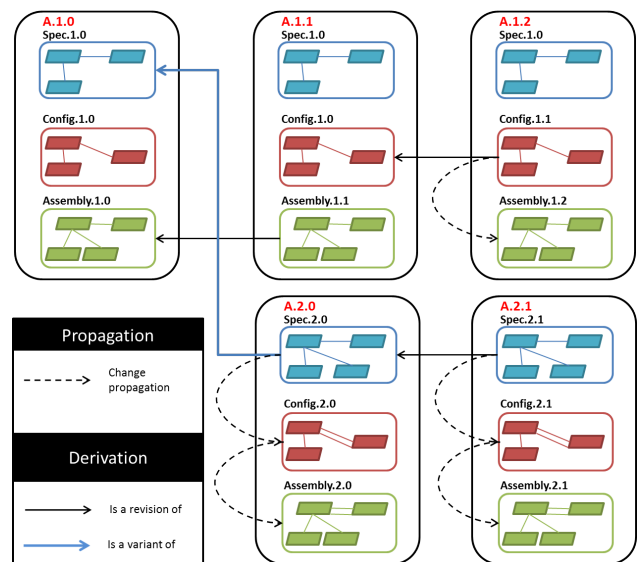 A.1.0
Spec.1.0
Config.1.0
Assembly.1.0
A.1.1
Spec.1.0
Config.1.0
Assembly.1.1
A.1.2
Spec.1.0
Config.1.1
Assembly.1.2
A.2.0
Spec.2.0
Config.2.0
Assembly.2.0
A.2.1
Spec.2.1
Config.2.1
Assembly.2.1
Propagation
Change
propagation
Derivation
Is a revision of
Is a variant of